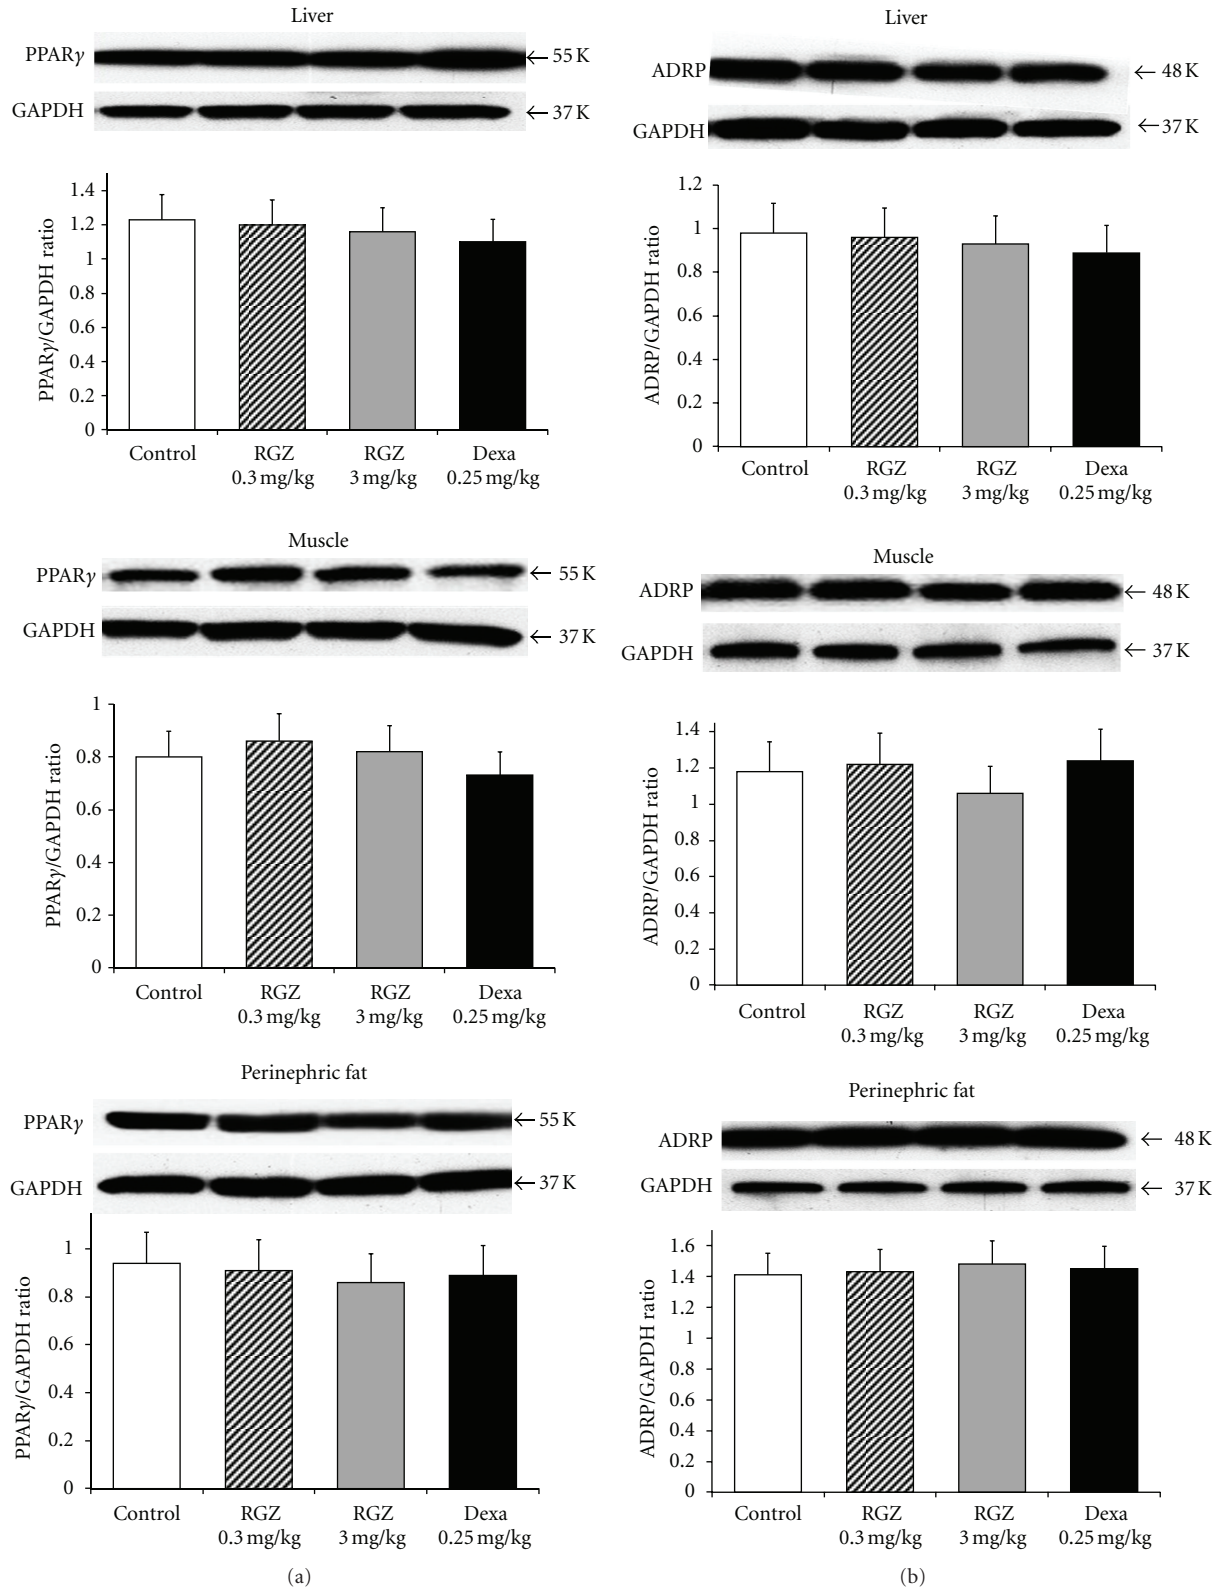 Liver
PPARγ
← 55 K
GAPDH
← 37 K
PPARγ/GAPDH ratio
1.4
1.2
1
0.8
0.6
0.4
0.2
0
Control
RGZ
0.3 mg/kg
RGZ
3 mg/kg
Dexa
0.25 mg/kg
Muscle
PPARγ
← 55 K
GAPDH
← 37 K
PPARγ/GAPDH ratio
1
0.8
0.6
0.4
0.2
0
Control
RGZ
0.3 mg/kg
RGZ
3 mg/kg
Dexa
0.25 mg/kg
Perinephric fat
PPARγ
← 55 K
GAPDH
← 37 K
PPARγ/GAPDH ratio
1
0.8
0.6
0.4
0.2
0
Control
RGZ
0.3 mg/kg
RGZ
3 mg/kg
Dexa
0.25 mg/kg
(a)
Liver
ADRP
← 48 K
GAPDH
← 37 K
ADRP/GAPDH ratio
1.2
1
0.8
0.6
0.4
0.2
0
Control
RGZ
0.3 mg/kg
RGZ
3 mg/kg
Dexa
0.25 mg/kg
Muscle
ADRP
← 48 K
GAPDH
← 37 K
ADRP/GAPDH ratio
1.4
1.2
1
0.8
0.6
0.4
0.2
0
Control
RGZ
0.3 mg/kg
RGZ
3 mg/kg
Dexa
0.25 mg/kg
Perinephric fat
ADRP
← 48 K
GAPDH
← 37 K
ADRP/GAPDH ratio
1.6
1.4
1.2
1
0.8
0.6
0.4
0.2
0
Control
RGZ
0.3 mg/kg
RGZ
3 mg/kg
Dexa
0.25 mg/kg
(b)